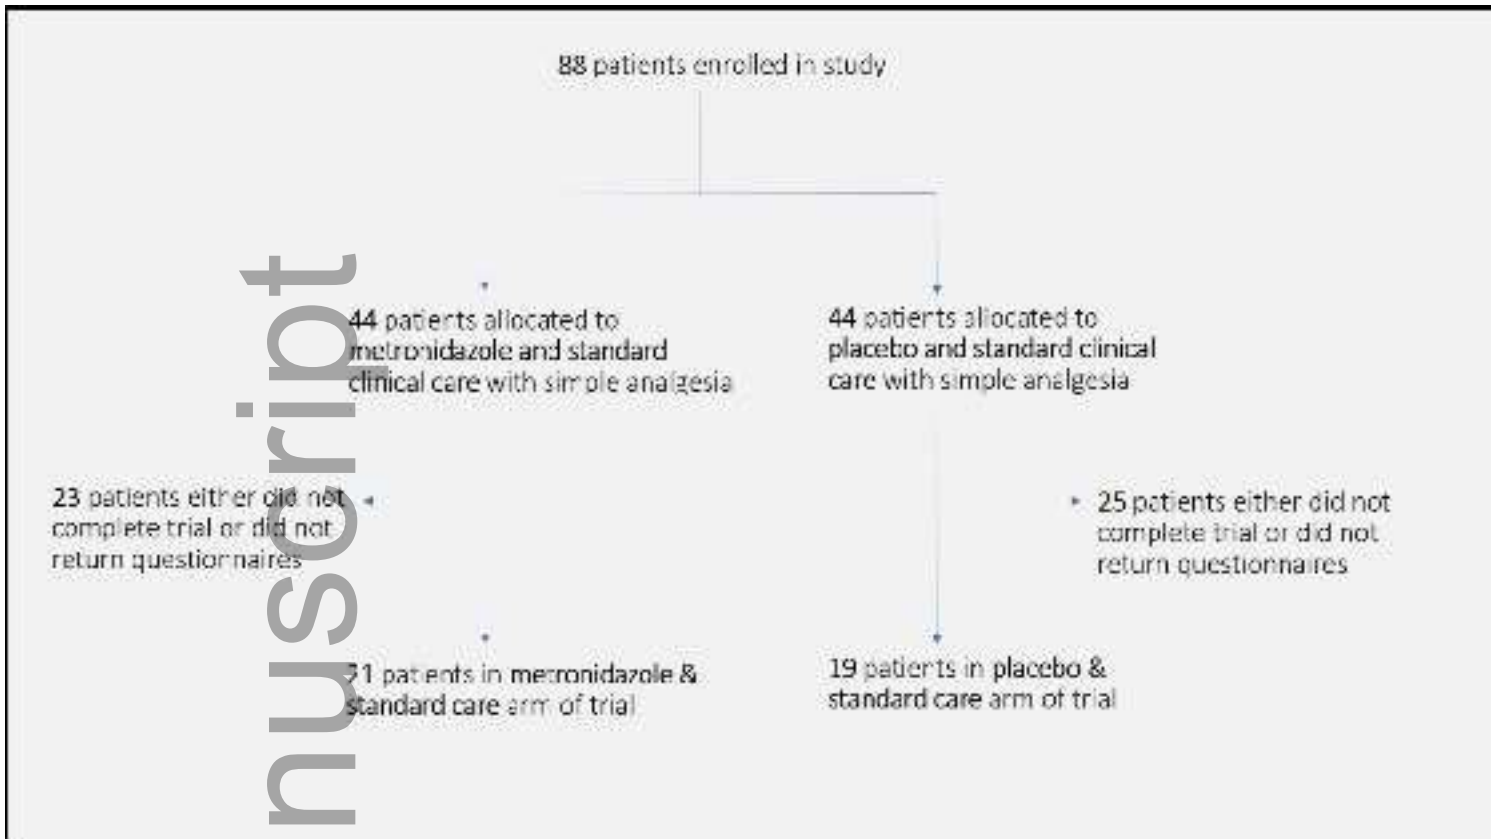 88 patients enrolled in study
44 patients allocated to
metronidazole and standard
clinical care with simple analgesia
44 patients allocated to
placebo and standard clinical
care with simple analgesia
23 patients either did not
complete trial or did not
return questionnaires
25 patients either did not
complete trial or did not
return questionnaires
21 patients in metronidazole &
standard care arm of trial
19 patients in placebo &
standard care arm of trial
nuscript